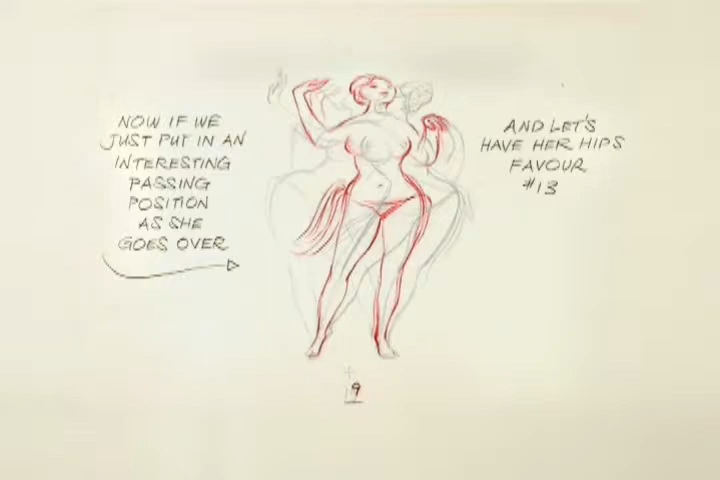 NOW IF WE
JUST PUT IN AN
INTERESTING
PASSING
POSITION
AS SHE
GOES OVER
AND LET'S
HAVE HER HIPS
FAVOUR
#13
9